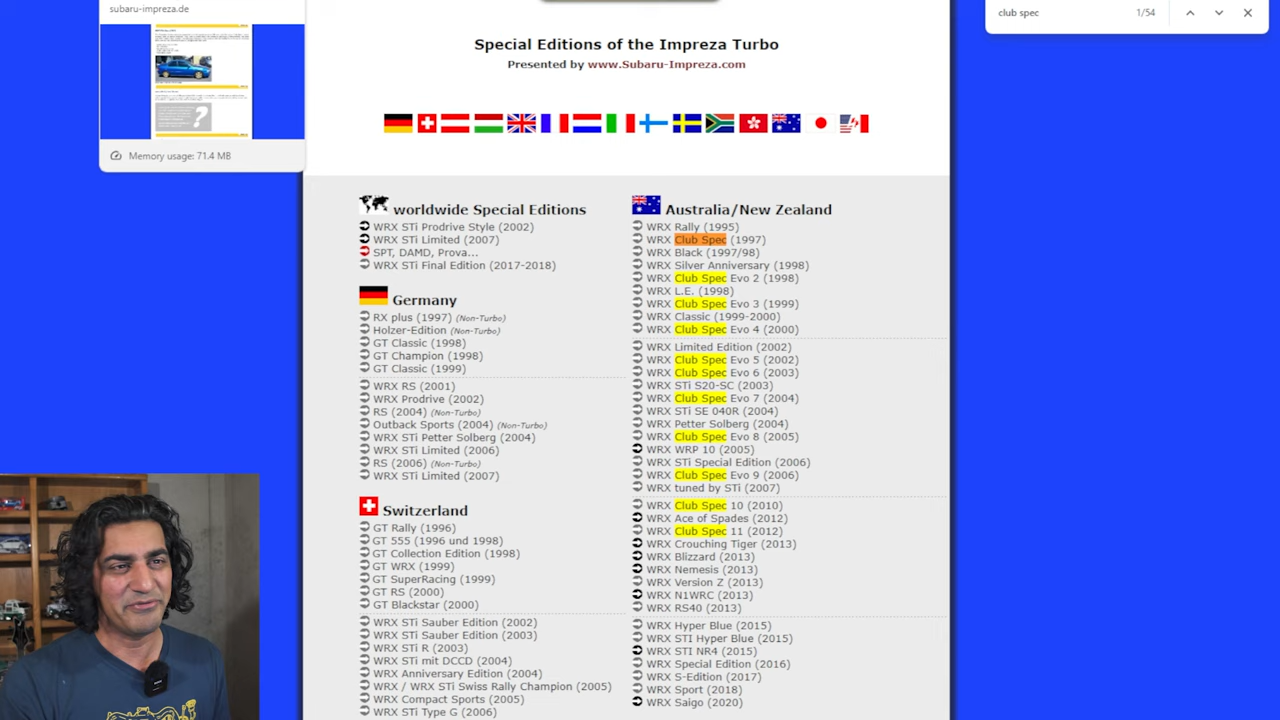 subaru-impreza.de
Memory usage: 71.4 MB
club spec
1/54
Special Editions of the Impreza Turbo
Presented by www.Subaru-Impreza.com
worldwide Special Editions
WRX STi Prodrive Style (2002)
WRX STi Limited (2007)
SPT, DAMD, Prova...
WRX STi Final Edition (2017-2018)
Germany
RX plus (1997) (Non-Turbo)
Holzer-Edition (Non-Turbo)
GT Classic (1998)
GT Champion (1998)
GT Classic (1999)
WRX RS (2001)
WRX Prodrive (2002)
RS (2004) (Non-Turbo)
Outback Sports (2004) (Non-Turbo)
WRX STi Petter Solberg (2004)
WRX STi Limited (2006)
RS (2006) (Non-Turbo)
WRX STi Limited (2007)
Switzerland
GT Rally (1996)
GT 555 (1996 und 1998)
GT Collection Edition (1998)
GT WRX (1999)
GT SuperRacing (1999)
GT RS (2000)
GT Blackstar (2000)
WRX STi Sauber Edition (2002)
WRX STi Sauber Edition (2003)
WRX STi R (2003)
WRX STi mit DCCD (2004)
WRX Anniversary Edition (2004)
WRX / WRX STi Swiss Rally Champion (2005)
WRX Compact Sports (2005)
WRX STi Type G (2006)
Australia/New Zealand
WRX Rally (1995)
WRX Club Spec (1997)
WRX Black (1997/98)
WRX Silver Anniversary (1998)
WRX Club Spec Evo 2 (1998)
WRX L.E. (1998)
WRX Club Spec Evo 3 (1999)
WRX Classic (1999-2000)
WRX Club Spec Evo 4 (2000)
WRX Limited Edition (2002)
WRX Club Spec Evo 5 (2002)
WRX Club Spec Evo 6 (2003)
WRX STi S20-SC (2003)
WRX Club Spec Evo 7 (2004)
WRX STi SE 040R (2004)
WRX Petter Solberg (2004)
WRX Club Spec Evo 8 (2005)
WRX WRP 10 (2005)
WRX STi Special Edition (2006)
WRX Club Spec Evo 9 (2006)
WRX tuned by STi (2007)
WRX Club Spec 10 (2010)
WRX Ace of Spades (2012)
WRX Club Spec 11 (2012)
WRX Crouching Tiger (2013)
WRX Blizzard (2013)
WRX Nemesis (2013)
WRX Version Z (2013)
WRX N1WRC (2013)
WRX RS40 (2013)
WRX Hyper Blue (2015)
WRX STI Hyper Blue (2015)
WRX STI NR4 (2015)
WRX Special Edition (2016)
WRX S-Edition (2017)
WRX Sport (2018)
WRX Saigo (2020)